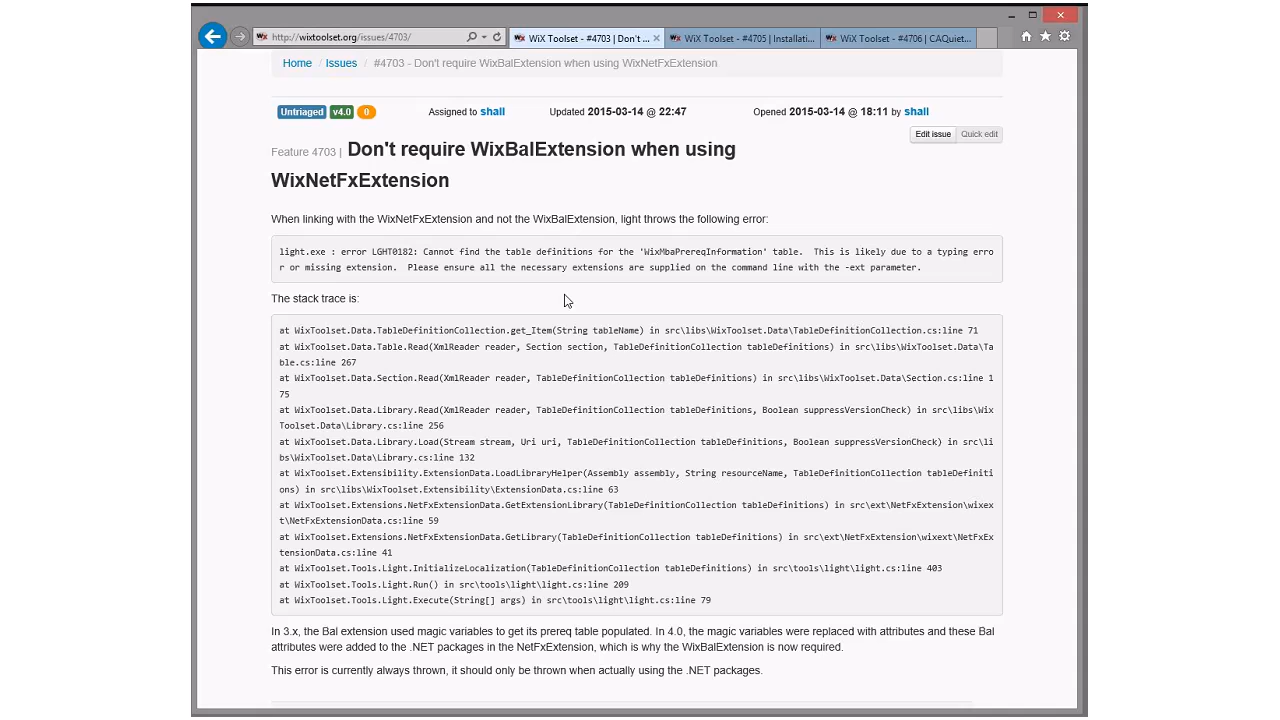 http://wixtoolset.org/issues/4703/
WiX Toolset - #4703 | Don't ...
WiX Toolset - #4705 | Installati...
WiX Toolset - #4706 | CAQuiet...
Home / Issues / #4703 - Don't require WixBalExtension when using WixNetFxExtension
Untriaged v4.0 0 Assigned to shall Updated 2015-03-14 @ 22:47 Opened 2015-03-14 @ 18:11 by shall
Edit issue Quick edit
Feature 4703 | Don't require WixBalExtension when using
WixNetFxExtension
When linking with the WixNetFxExtension and not the WixBalExtension, light throws the following error:
light.exe : error LGHT0182: Cannot find the table definitions for the 'WixMbaPrereqInformation' table.  This is likely due to a typing erro
r or missing extension.  Please ensure all the necessary extensions are supplied on the command line with the -ext parameter.
The stack trace is:
at WixToolset.Data.TableDefinitionCollection.get_Item(String tableName) in src\libs\WixToolset.Data\TableDefinitionCollection.cs:line 71
at WixToolset.Data.Table.Read(XmlReader reader, Section section, TableDefinitionCollection tableDefinitions) in src\libs\WixToolset.Data\Ta
ble.cs:line 267
at WixToolset.Data.Section.Read(XmlReader reader, TableDefinitionCollection tableDefinitions) in src\libs\WixToolset.Data\Section.cs:line 1
75
at WixToolset.Data.Library.Read(XmlReader reader, TableDefinitionCollection tableDefinitions, Boolean suppressVersionCheck) in src\libs\Wix
Toolset.Data\Library.cs:line 256
at WixToolset.Data.Library.Load(Stream stream, Uri uri, TableDefinitionCollection tableDefinitions, Boolean suppressVersionCheck) in src\li
bs\WixToolset.Data\Library.cs:line 132
at WixToolset.Extensibility.ExtensionData.LoadLibraryHelper(Assembly assembly, String resourceName, TableDefinitionCollection tableDefiniti
ons) in src\libs\WixToolset.Extensibility\ExtensionData.cs:line 63
at WixToolset.Extensions.NetFxExtensionData.GetExtensionLibrary(TableDefinitionCollection tableDefinitions) in src\ext\NetFxExtension\wixex
t\NetFxExtensionData.cs:line 59
at WixToolset.Extensions.NetFxExtensionData.GetLibrary(TableDefinitionCollection tableDefinitions) in src\ext\NetFxExtension\wixext\NetFxEx
tensionData.cs:line 41
at WixToolset.Tools.Light.InitializeLocalization(TableDefinitionCollection tableDefinitions) in src\tools\light\light.cs:line 403
at WixToolset.Tools.Light.Run() in src\tools\light\light.cs:line 209
at WixToolset.Tools.Light.Execute(String[] args) in src\tools\light\light.cs:line 79
In 3.x, the Bal extension used magic variables to get its prereq table populated. In 4.0, the magic variables were replaced with attributes and these Bal
attributes were added to the .NET packages in the NetFxExtension, which is why the WixBalExtension is now required.
This error is currently always thrown, it should only be thrown when actually using the .NET packages.